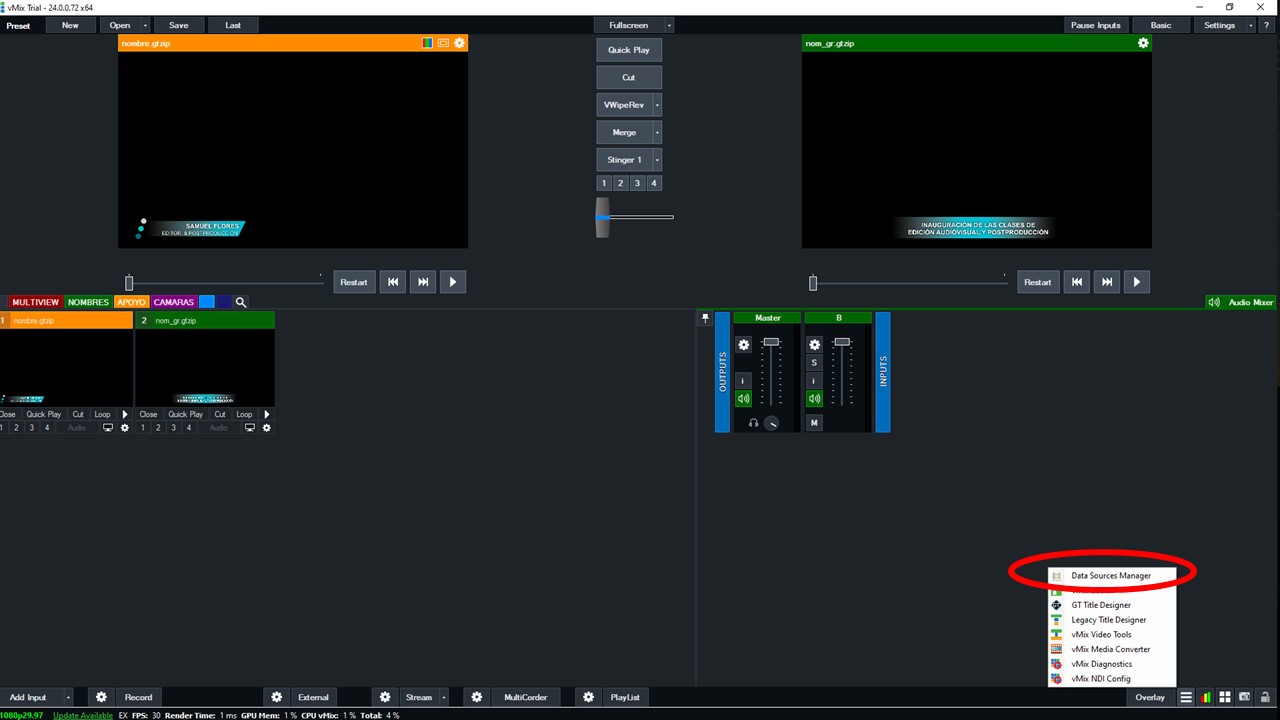 vMix Trial - 24.0.0.72 x64
Preset New Open Save Last Fullscreen Pause Inputs Basic Settings ?
nombre.gtzip
nom_gr.gtzip
Quick Play
Cut
VWipeRev
Merge
Stinger 1
1 2 3 4
SAMUEL FLORES
EDITOR & POSTPRODUCCIÓN
INAUGURACIÓN DE LAS CLASES DE
EDICIÓN AUDIOVISUAL Y POSTPRODUCCIÓN
Restart
Restart
MULTIVIEW NOMBRES APOYO CAMARAS
Audio Mixer
1 nombre.gtzip
2 nom_gr.gtzip
Close Quick Play Cut Loop
1 2 3 4 Audio
Close Quick Play Cut Loop
1 2 3 4 Audio
OUTPUTS
Master
i
B
S
i
M
INPUTS
Data Sources Manager
GT Title Designer
Legacy Title Designer
vMix Video Tools
vMix Media Converter
vMix Diagnostics
vMix NDI Config
Add Input Record External Stream MultiCorder PlayList Overlay
1080p29.97 Update Available EX FPS: 30 Render Time: 1 ms GPU Mem: 1 % CPU vMix: 1 % Total: 4 %